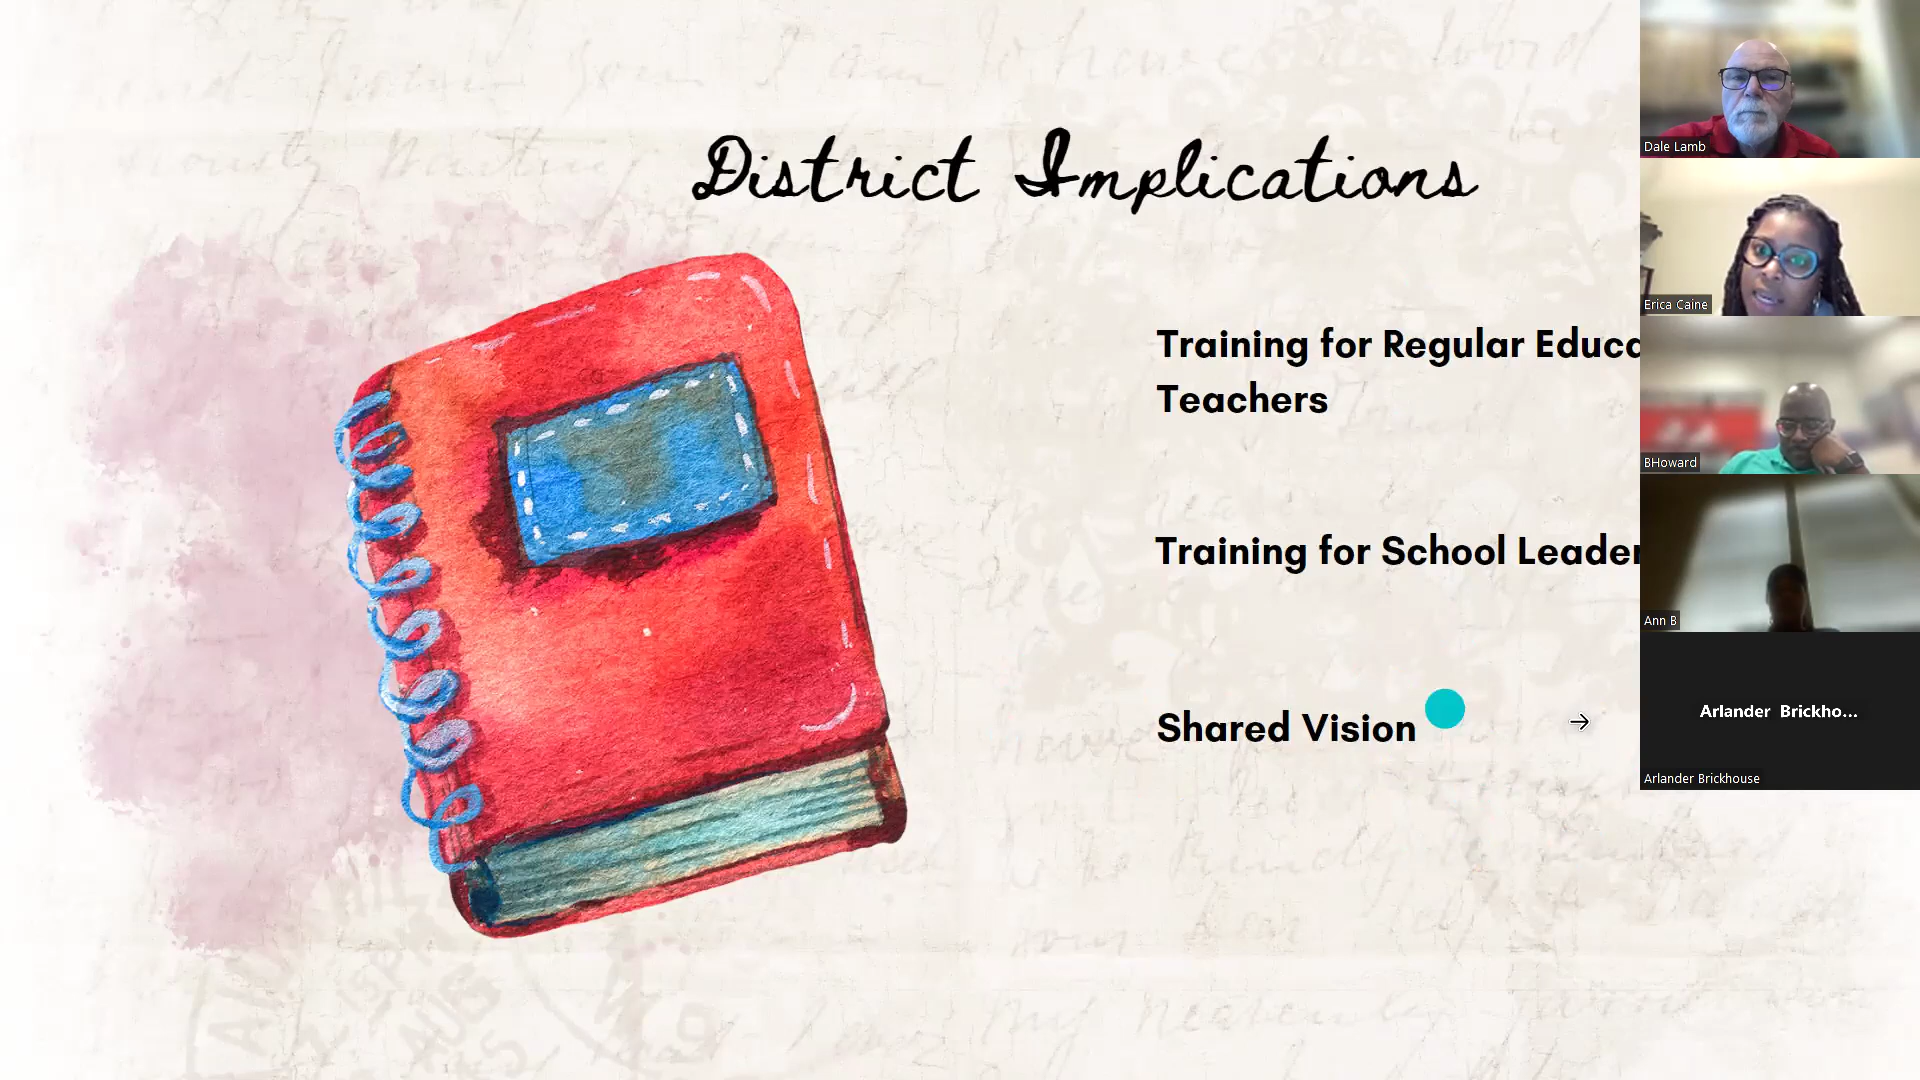 District Implications
Training for Regular Educa
Teachers
Training for School Leader
Shared Vision
Dale Lamb
Erica Caine
BHoward
Ann B
Arlander Brickho...
Arlander Brickhouse